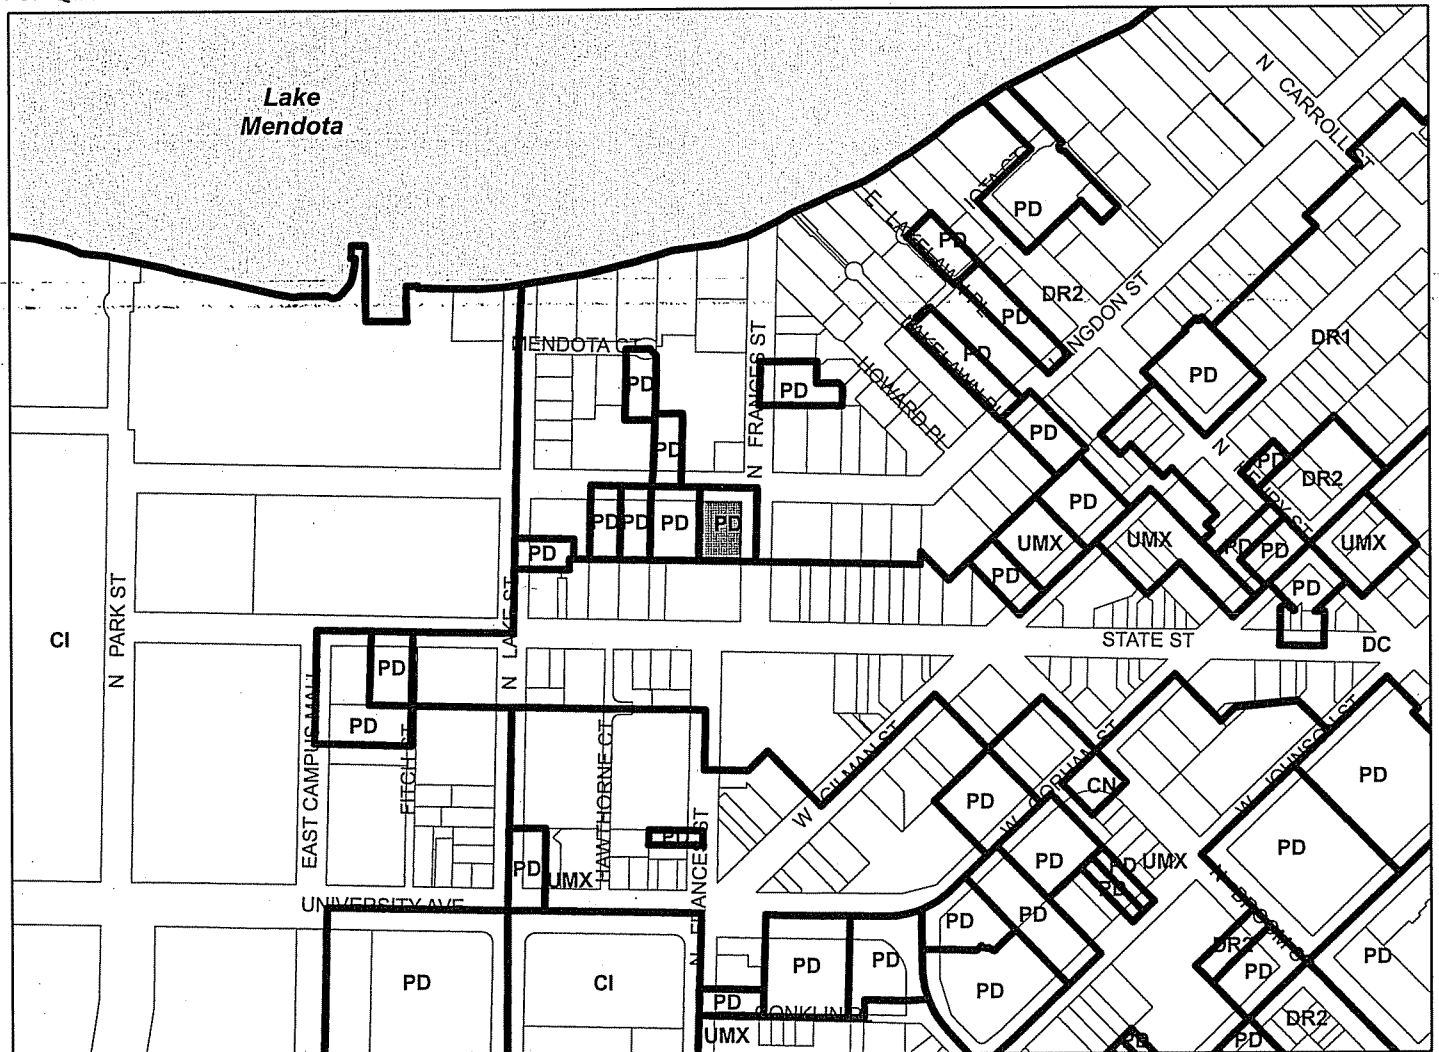 Lake
Mendota
N CARROLL ST
IOTA CT
PD
E LAKELAWN PL
PD
DR2
PD
LANGDON ST
DR1
MENDOTA CT
N FRANCES ST
PD
PD
LAKELAWN PL
PD
HOWARD PL
PD
PD
PD
N HENRY ST
PD
DR2
PD
PD
PD
PD
PD
PD
UMX
UMX
PD
PD
UMX
PD
PD
N PARK ST
CI
N LAKE ST
STATE ST
DC
PD
PD
EAST CAMPUS MALL
FITCH ST
HAWTHORNE CT
W GILMAN ST
W GORHAM ST
W JOHNSON ST
PD
PD
CN
PD
PD
PD
PD
UMX
PD
PD
UMX
N FRANCES ST
UNIVERSITY AVE
N BROOM S
PD
PD
DR2
PD
PD
PD
CI
PD
PD
PD
PD
CONKLIN
UMX
DR2
PD
PD